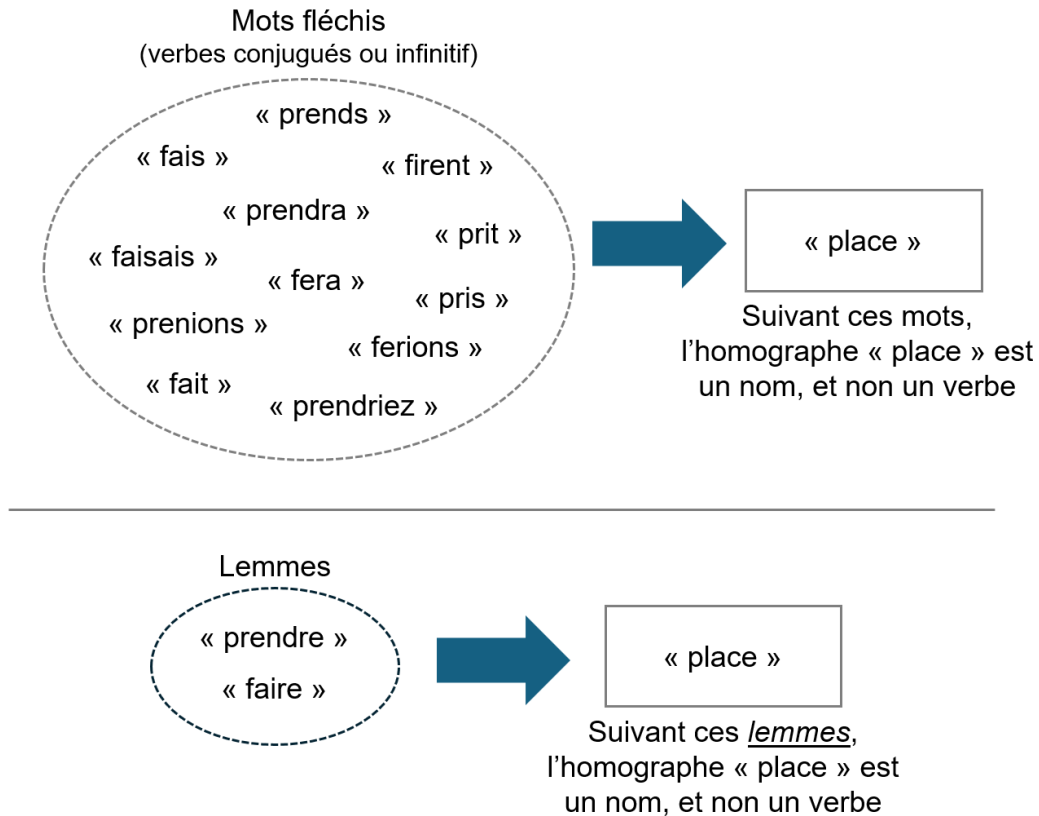 Mots fléchis
(verbes conjugués ou infinitif)
« prends »
« fais »
« firent »
« prendra »
« prit »
« faisais »
« fera »
« pris »
« prenions »
« ferions »
« fait »
« prendriez »
« place »
Suivant ces mots,
l’homographe « place » est
un nom, et non un verbe
Lemmes
« prendre »
« faire »
« place »
Suivant ces lemmes,
l’homographe « place » est
un nom, et non un verbe